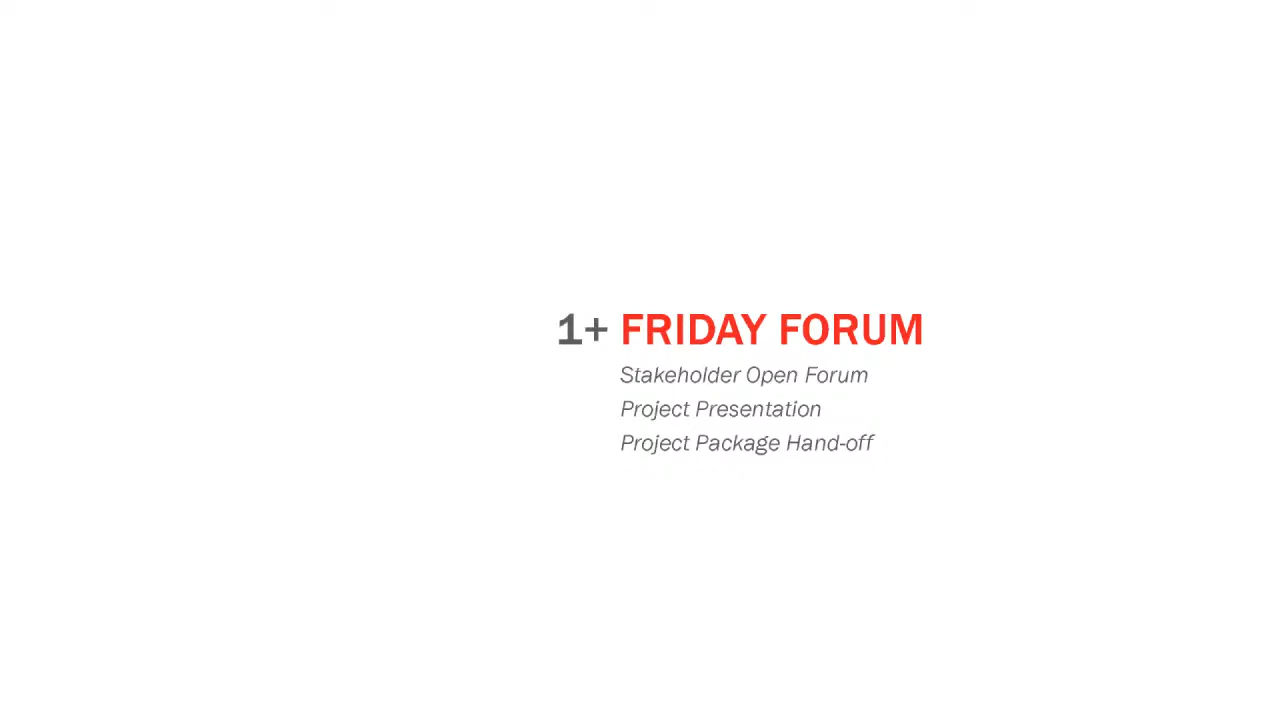 1+ FRIDAY FORUM
Stakeholder Open Forum
Project Presentation
Project Package Hand-off